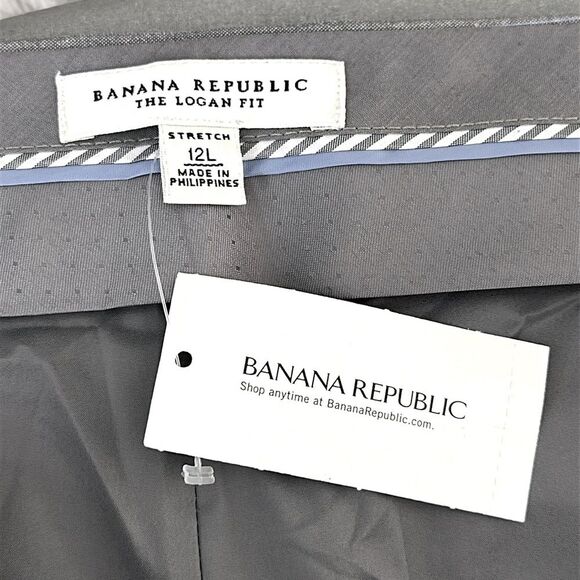 BANANA REPUBLIC
THE LOGAN FIT
STRETCH
12L
MADE IN
PHILIPPINES
BANANA REPUBLIC
Shop anytime at BananaRepublic.com.